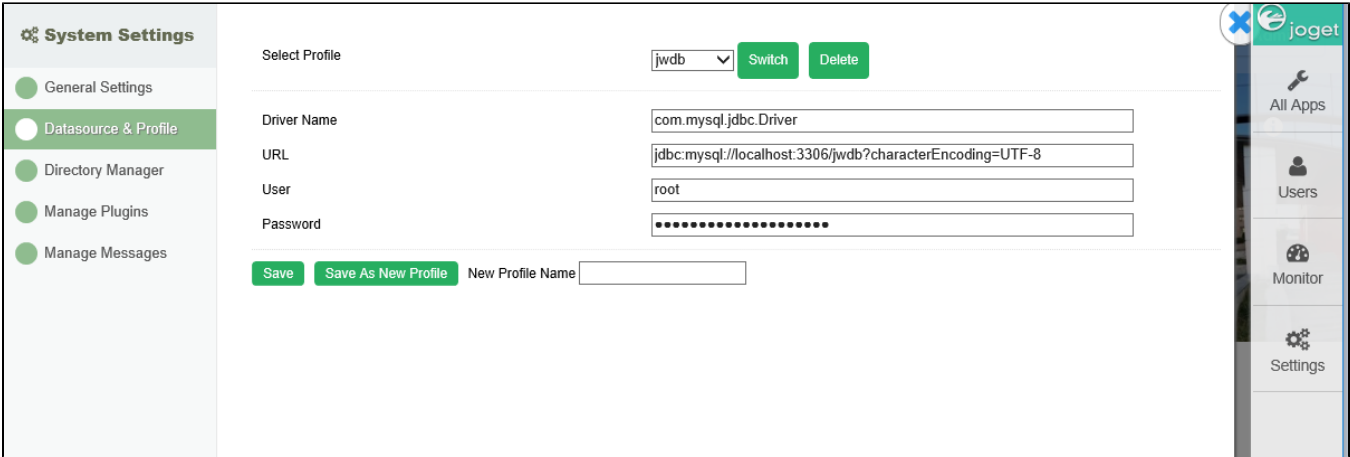 System Settings
General Settings
Datasource & Profile
Directory Manager
Manage Plugins
Manage Messages
Select Profile jwdb Switch Delete
Driver Name com.mysql.jdbc.Driver
URL jdbc:mysql://localhost:3306/jwdb?characterEncoding=UTF-8
User root
Password ••••••••••••••••••••
Save Save As New Profile New Profile Name
joget
All Apps
Users
Monitor
Settings